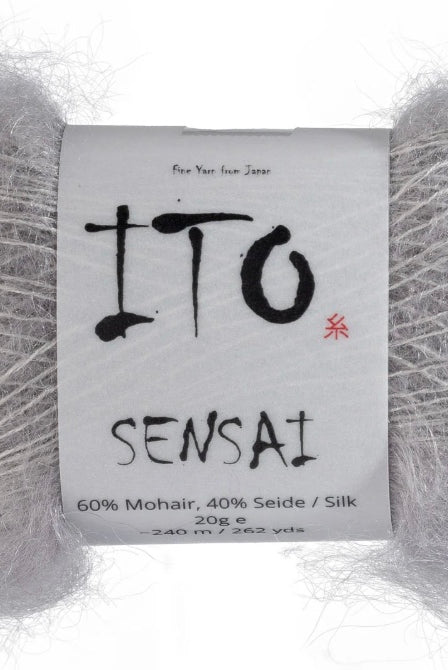 Fine Yarn from Japan
ITO
糸
SENSAI
60% Mohair, 40% Seide / Silk
20g e
~240 m / 262 yds